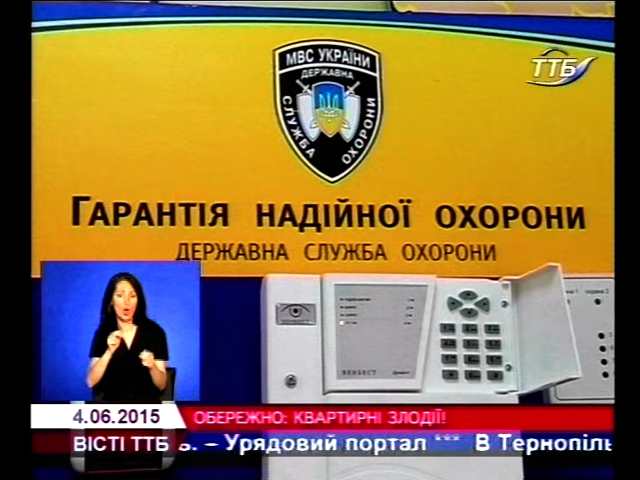 МВС УКРАЇНИ
ДЕРЖАВНА
СЛУЖБА
ОХОРОНИ
ТТБ
ГАРАНТІЯ НАДІЙНОЇ ОХОРОНИ
ДЕРЖАВНА СЛУЖБА ОХОРОНИ
4.06.2015
ОБЕРЕЖНО: КВАРТИРНІ ЗЛОДІЇ!
ВІСТІ ТТБ
– Урядовий портал *** В Тернопіль